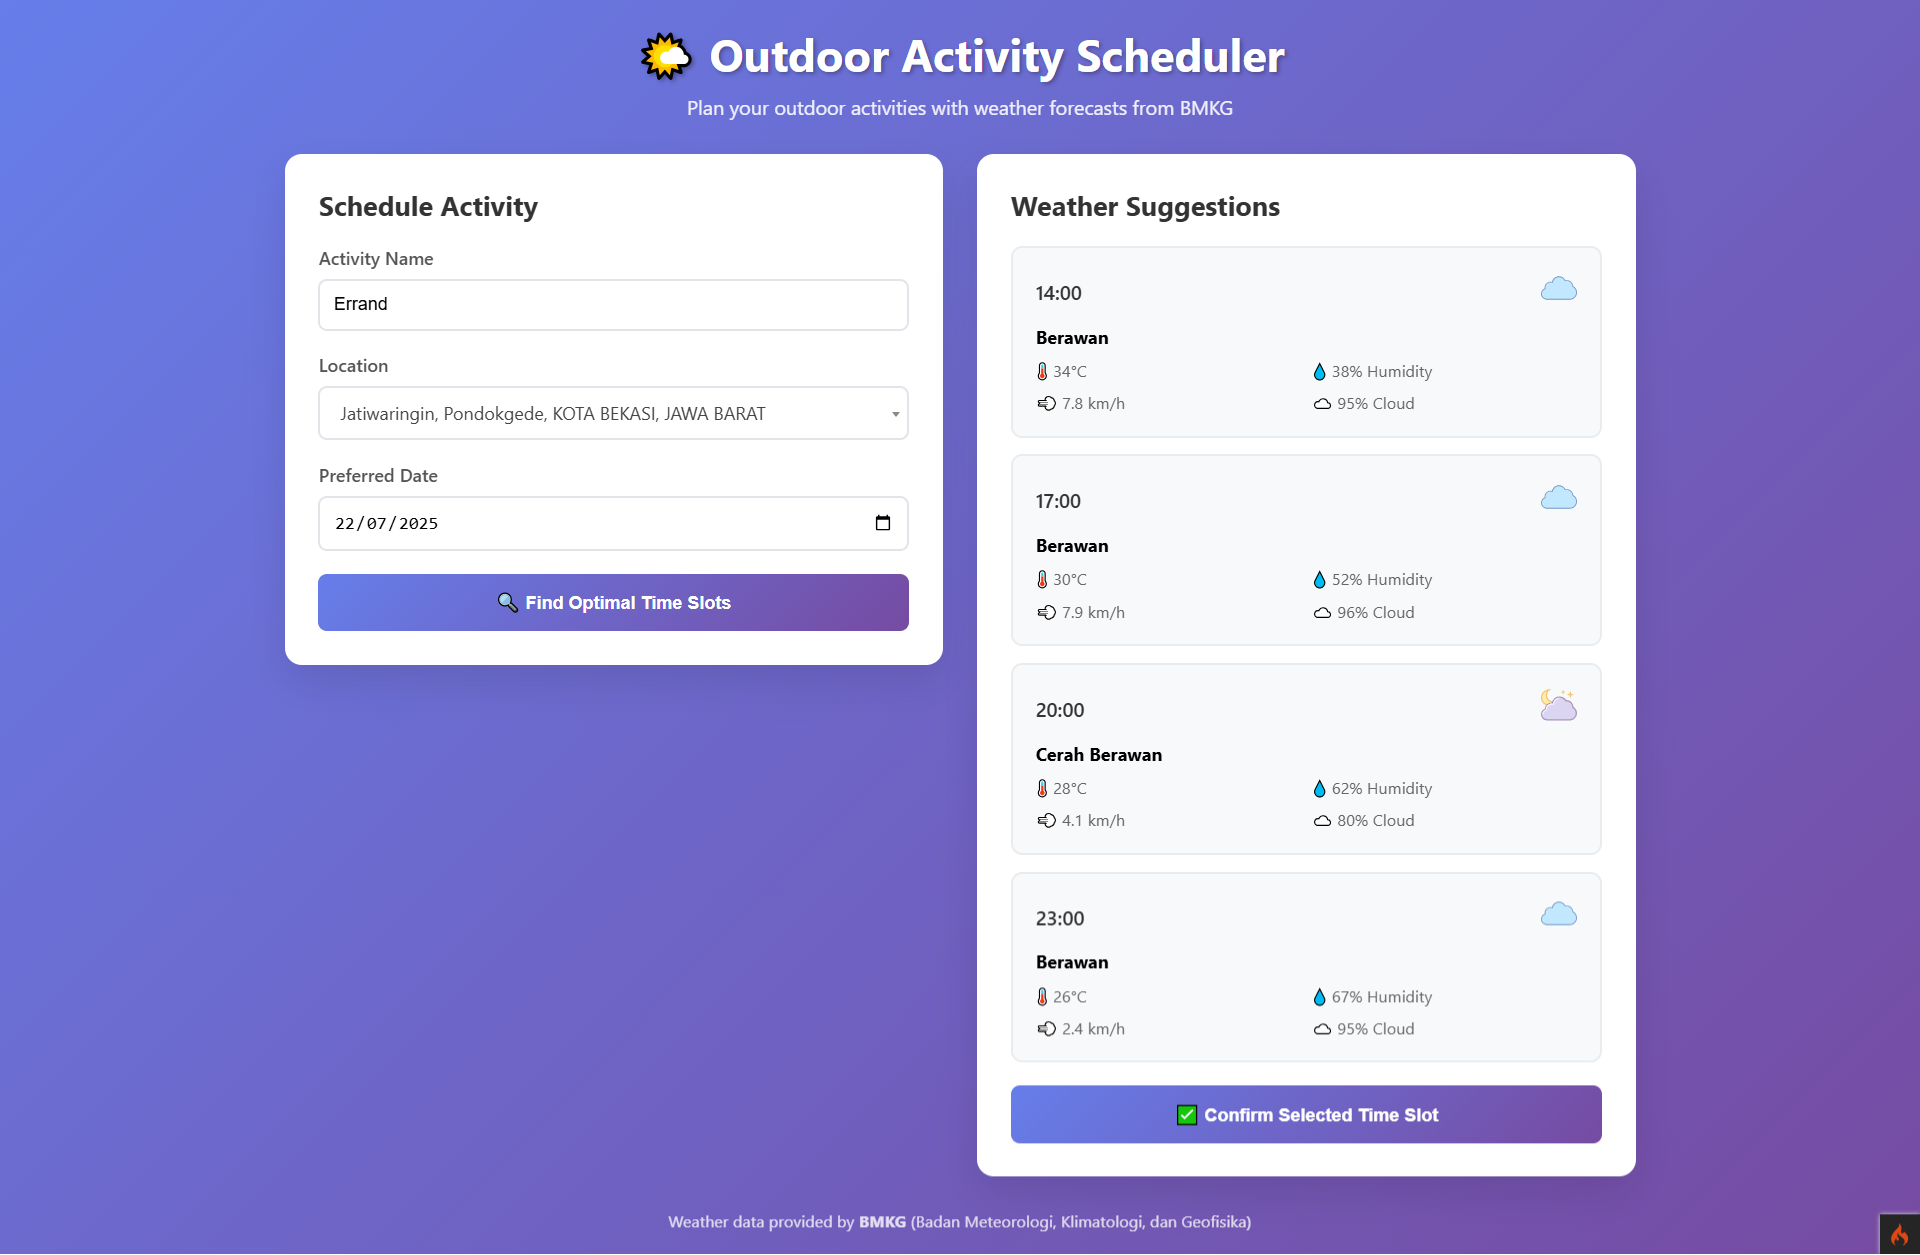 Outdoor Activity Scheduler
Plan your outdoor activities with weather forecasts from BMKG
Schedule Activity
Activity Name
Errand
Location
Jatiwaringin, Pondokgede, KOTA BEKASI, JAWA BARAT
Preferred Date
22/07/2025
Find Optimal Time Slots
Weather Suggestions
14:00
Berawan
34°C
38% Humidity
7.8 km/h
95% Cloud
17:00
Berawan
30°C
52% Humidity
7.9 km/h
96% Cloud
20:00
Cerah Berawan
28°C
62% Humidity
4.1 km/h
80% Cloud
23:00
Berawan
26°C
67% Humidity
2.4 km/h
95% Cloud
Confirm Selected Time Slot
Weather data provided by BMKG (Badan Meteorologi, Klimatologi, dan Geofisika)